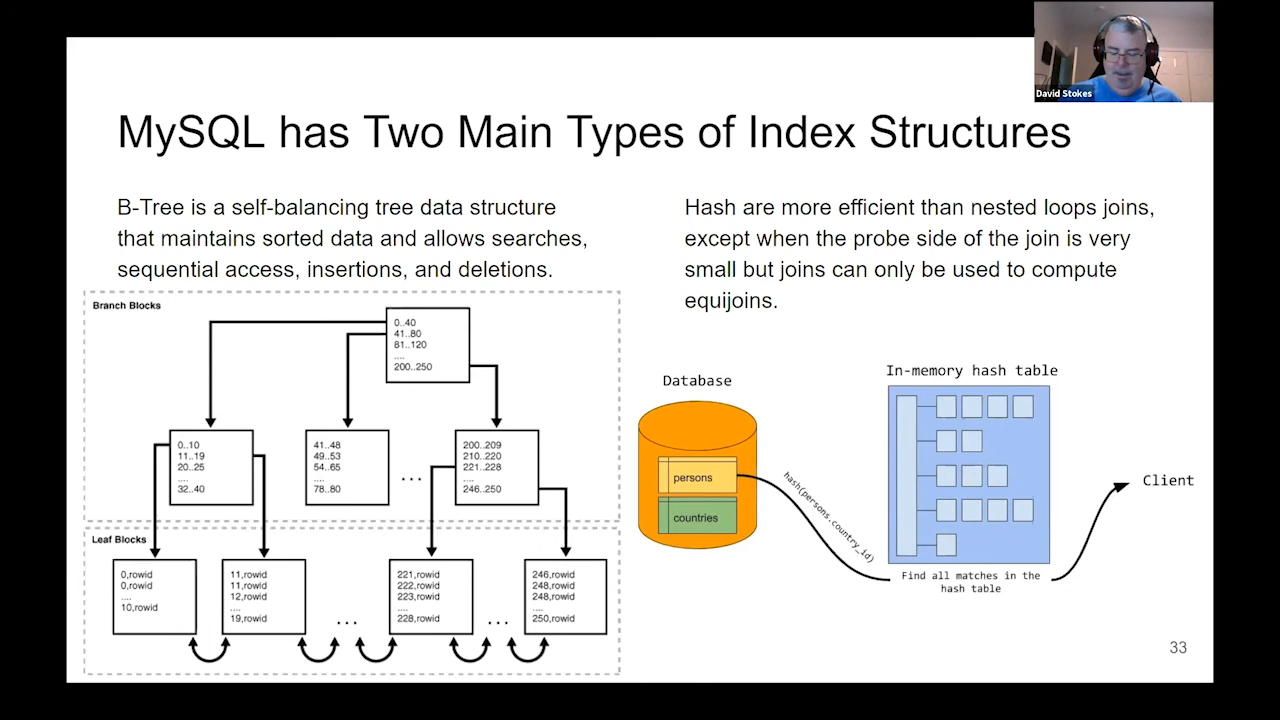 David Stokes
MySQL has Two Main Types of Index Structures
B-Tree is a self-balancing tree data structure
that maintains sorted data and allows searches,
sequential access, insertions, and deletions.
Hash are more efficient than nested loops joins,
except when the probe side of the join is very
small but joins can only be used to compute
equijoins.
Branch Blocks
0..40
41..80
81..120
....
200..250
0..10
11..19
20..25
....
32..40
41..48
49..53
54..65
....
78..80
...
200..209
210..220
221..228
....
246..250
Leaf Blocks
0,rowid
0,rowid
....
10,rowid
11,rowid
11,rowid
12,rowid
....
19,rowid
...
221,rowid
222,rowid
223,rowid
....
228,rowid
...
246,rowid
248,rowid
248,rowid
....
250,rowid
Database
persons
countries
hash(persons.country_id)
In-memory hash table
Find all matches in the
hash table
Client
33